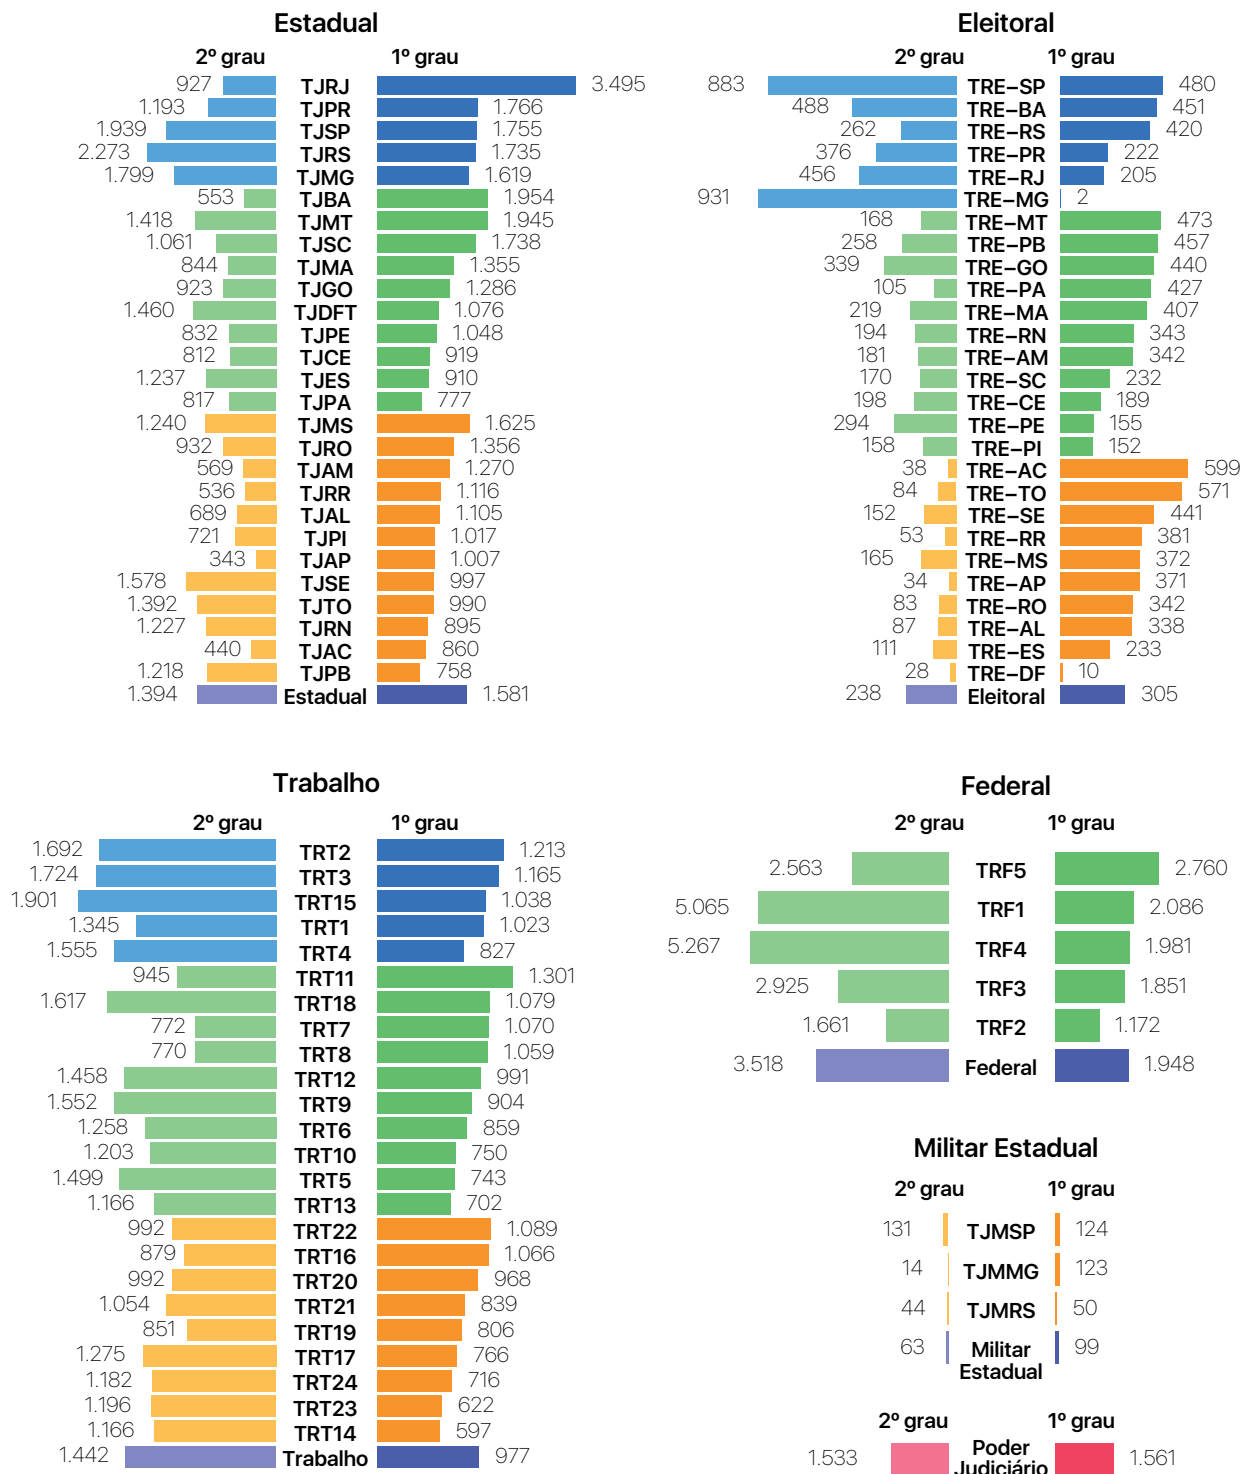 Estadual
2º grau 1º grau
927 TJRJ 3.495
1.193 TJPR 1.766
1.939 TJSP 1.755
2.273 TJRS 1.735
1.799 TJMG 1.619
553 TJBA 1.954
1.418 TJMT 1.945
1.061 TJSC 1.738
844 TJMA 1.355
923 TJGO 1.286
1.460 TJDFT 1.076
832 TJPE 1.048
812 TJCE 919
1.237 TJES 910
817 TJPA 777
1.240 TJMS 1.625
932 TJRO 1.356
569 TJAM 1.270
536 TJRR 1.116
689 TJAL 1.105
721 TJPI 1.017
343 TJAP 1.007
1.578 TJSE 997
1.392 TJTO 990
1.227 TJRN 895
440 TJAC 860
1.218 TJPB 758
1.394 Estadual 1.581
Eleitoral
2º grau 1º grau
883 TRE–SP 480
488 TRE–BA 451
262 TRE–RS 420
376 TRE–PR 222
456 TRE–RJ 205
931 TRE–MG 2
168 TRE–MT 473
258 TRE–PB 457
339 TRE–GO 440
105 TRE–PA 427
219 TRE–MA 407
194 TRE–RN 343
181 TRE–AM 342
170 TRE–SC 232
198 TRE–CE 189
294 TRE–PE 155
158 TRE–PI 152
38 TRE–AC 599
84 TRE–TO 571
152 TRE–SE 441
53 TRE–RR 381
165 TRE–MS 372
34 TRE–AP 371
83 TRE–RO 342
87 TRE–AL 338
111 TRE–ES 233
28 TRE–DF 10
238 Eleitoral 305
Trabalho
2º grau 1º grau
1.692 TRT2 1.213
1.724 TRT3 1.165
1.901 TRT15 1.038
1.345 TRT1 1.023
1.555 TRT4 827
945 TRT11 1.301
1.617 TRT18 1.079
772 TRT7 1.070
770 TRT8 1.059
1.458 TRT12 991
1.552 TRT9 904
1.258 TRT6 859
1.203 TRT10 750
1.499 TRT5 743
1.166 TRT13 702
992 TRT22 1.089
879 TRT16 1.066
992 TRT20 968
1.054 TRT21 839
851 TRT19 806
1.275 TRT17 766
1.182 TRT24 716
1.196 TRT23 622
1.166 TRT14 597
1.442 Trabalho 977
Federal
2º grau 1º grau
2.563 TRF5 2.760
5.065 TRF1 2.086
5.267 TRF4 1.981
2.925 TRF3 1.851
1.661 TRF2 1.172
3.518 Federal 1.948
Militar Estadual
2º grau 1º grau
131 TJMSP 124
14 TJMMG 123
44 TJMRS 50
63 Militar 99
Estadual
2º grau 1º grau
1.533 Poder 1.561
Judiciário